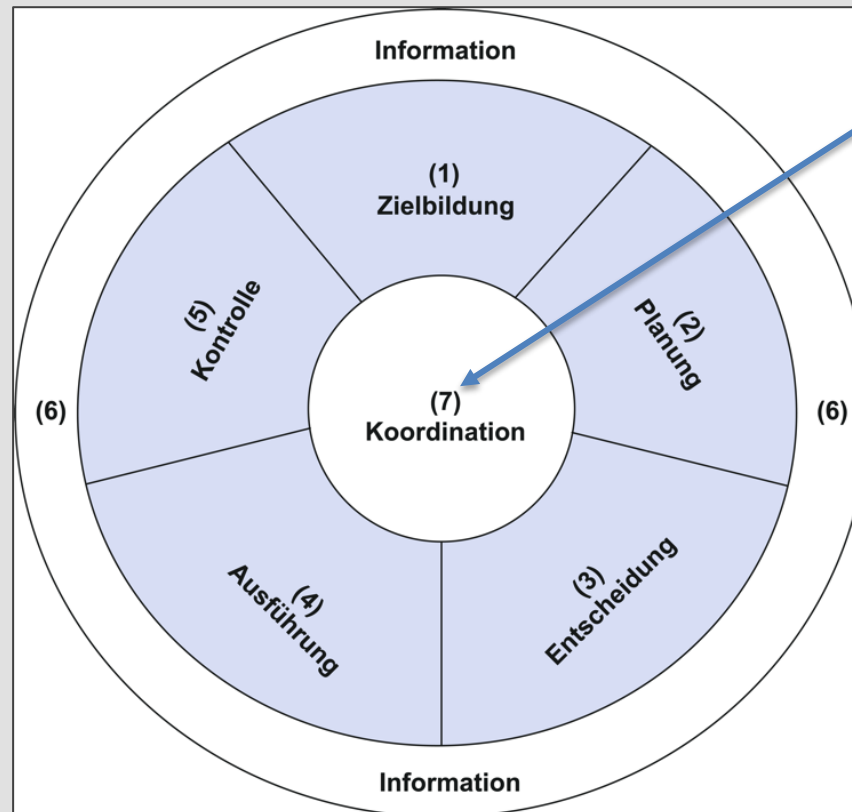 Information
(1)
Zielbildung
(2)
Planung
(3)
Entscheidung
(4)
Ausführung
(5)
Kontrolle
(6)
(6)
(7)
Koordination
Information